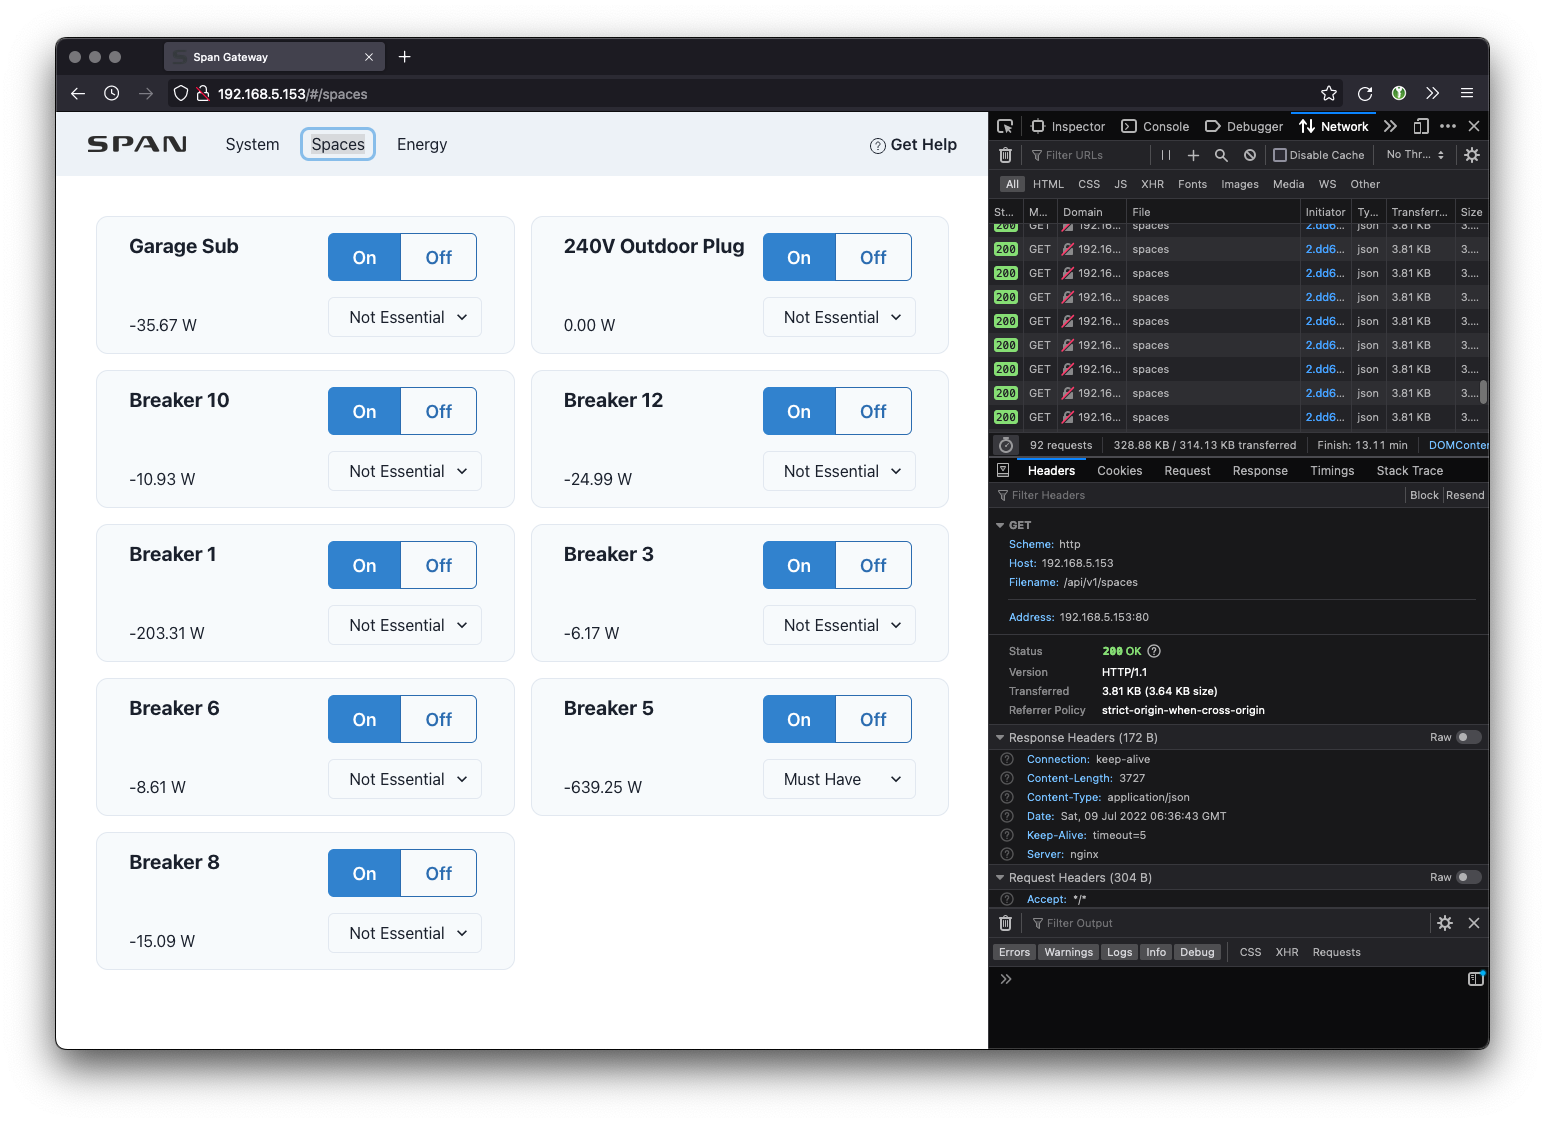 Span Gateway
192.168.5.153/#/spaces
SPAN System Spaces Energy Get Help
Garage Sub
On Off
-35.67 W
Not Essential
240V Outdoor Plug
On Off
0.00 W
Not Essential
Breaker 10
On Off
-10.93 W
Not Essential
Breaker 12
On Off
-24.99 W
Not Essential
Breaker 1
On Off
-203.31 W
Not Essential
Breaker 3
On Off
-6.17 W
Not Essential
Breaker 6
On Off
-8.61 W
Not Essential
Breaker 5
On Off
-639.25 W
Must Have
Breaker 8
On Off
-15.09 W
Not Essential
Inspector Console Debugger Network
Filter URLs Disable Cache No Thr...
All HTML CSS JS XHR Fonts Images Media WS Other
St... M... Domain File Initiator Ty... Transferr... Size
200 GET 192.16... spaces 2.dd6... json 3.81 KB 3....
200 GET 192.16... spaces 2.dd6... json 3.81 KB 3....
200 GET 192.16... spaces 2.dd6... json 3.81 KB 3....
200 GET 192.16... spaces 2.dd6... json 3.81 KB 3....
200 GET 192.16... spaces 2.dd6... json 3.81 KB 3....
200 GET 192.16... spaces 2.dd6... json 3.81 KB 3....
200 GET 192.16... spaces 2.dd6... json 3.81 KB 3....
200 GET 192.16... spaces 2.dd6... json 3.81 KB 3....
200 GET 192.16... spaces 2.dd6... json 3.81 KB 3....
92 requests 328.88 KB / 314.13 KB transferred Finish: 13.11 min DOMConter
Headers Cookies Request Response Timings Stack Trace
Filter Headers Block Resend
GET
Scheme: http
Host: 192.168.5.153
Filename: /api/v1/spaces
Address: 192.168.5.153:80
Status 200 OK
Version HTTP/1.1
Transferred 3.81 KB (3.64 KB size)
Referrer Policy strict-origin-when-cross-origin
Response Headers (172 B) Raw
Connection: keep-alive
Content-Length: 3727
Content-Type: application/json
Date: Sat, 09 Jul 2022 06:36:43 GMT
Keep-Alive: timeout=5
Server: nginx
Request Headers (304 B) Raw
Accept: */*
Filter Output
Errors Warnings Logs Info Debug CSS XHR Requests